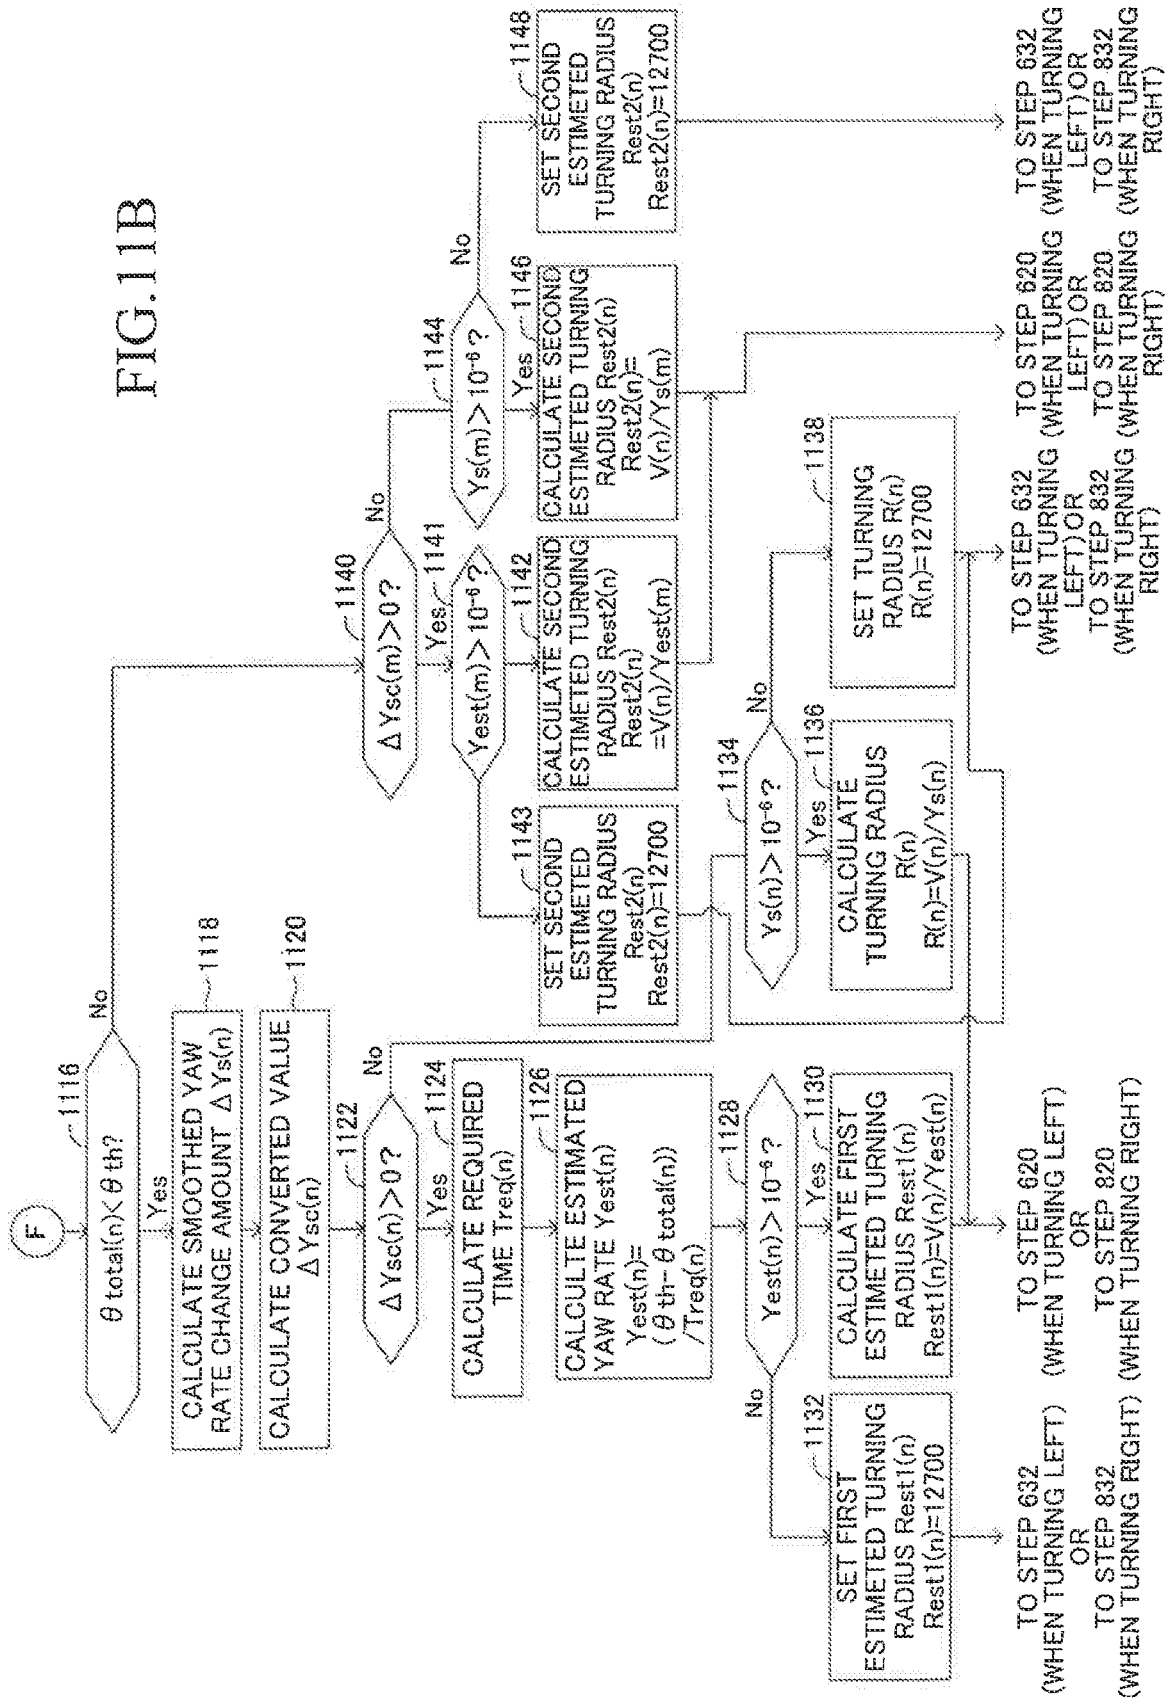 FIG.11B
F
1116
θtotal(n)<θth?
No
Yes
1118
CALCULATE SMOOTHED YAW
RATE CHANGE AMOUNT ΔYs(n)
1120
CALCULATE CONVERTED VALUE
ΔYsc(n)
1122
ΔYsc(n)>0?
No
Yes
1124
CALCULATE REQUIRED
TIME Treq(n)
1126
CALCULITE ESTIMATED
YAW RATE Yest(n)
Yest(n)=
(θth-θtotal(n))
/Treq(n)
1128
Yest(n)>10⁻⁶?
No
Yes
1130
CALCULATE FIRST
ESTIMETED TURNING
RADIUS Rest1(n)
Rest1(n)=V(n)/Yest(n)
1132
SET FIRST
ESTIMETED TURNING
RADIUS Rest1(n)
Rest1(n)=12700
1134
Ys(n)>10⁻⁶?
No
Yes
1136
CALCULATE
TURNING RADIUS
R(n)
R(n)=V(n)/Ys(n)
1138
SET TURNING
RADIUS R(n)
R(n)=12700
1140
ΔYsc(m)>0?
No
Yes
1141
Yest(m)>10⁻⁶?
1142
CALCULATE SECOND
ESTIMETED TURNING
RADIUS Rest2(n)
Rest2(n)
=V(n)/Yest(m)
1143
SET SECOND
ESTIMETED
TURNING RADIUS
Rest2(n)
Rest2(n)=12700
1144
Ys(m)>10⁻⁶?
No
Yes
1146
CALCULATE SECOND
ESTIMETED TURNING
RADIUS Rest2(n)
Rest2(n)=
V(n)/Ys(m)
1148
SET SECOND
ESTIMETED
TURNING RADIUS
Rest2(n)
Rest2(n)=12700
TO STEP 632
(WHEN TURNING LEFT)
OR
TO STEP 832
(WHEN TURNING RIGHT)
TO STEP 620
(WHEN TURNING LEFT)
OR
TO STEP 820
(WHEN TURNING RIGHT)
TO STEP 632
(WHEN TURNING
LEFT)OR
TO STEP 832
(WHEN TURNING
RIGHT)
TO STEP 620
(WHEN TURNING
LEFT)OR
TO STEP 820
(WHEN TURNING
RIGHT)
TO STEP 632
(WHEN TURNING
LEFT)OR
TO STEP 832
(WHEN TURNING
RIGHT)